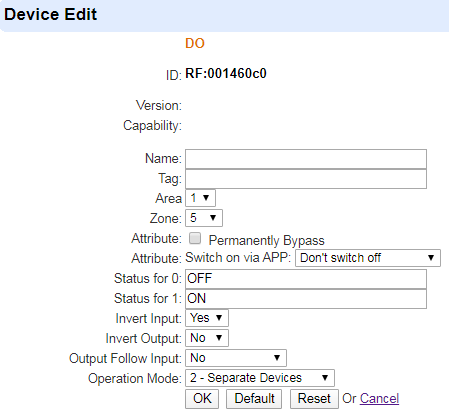 Device Edit
DO
ID: RF:001460c0
Version:
Capability:
Name:
Tag:
Area 1
Zone: 5
Attribute: Permanently Bypass
Attribute: Switch on via APP: Don't switch off
Status for 0: OFF
Status for 1: ON
Invert Input: Yes
Invert Output: No
Output Follow Input: No
Operation Mode: 2 - Separate Devices
OK Default Reset Or Cancel